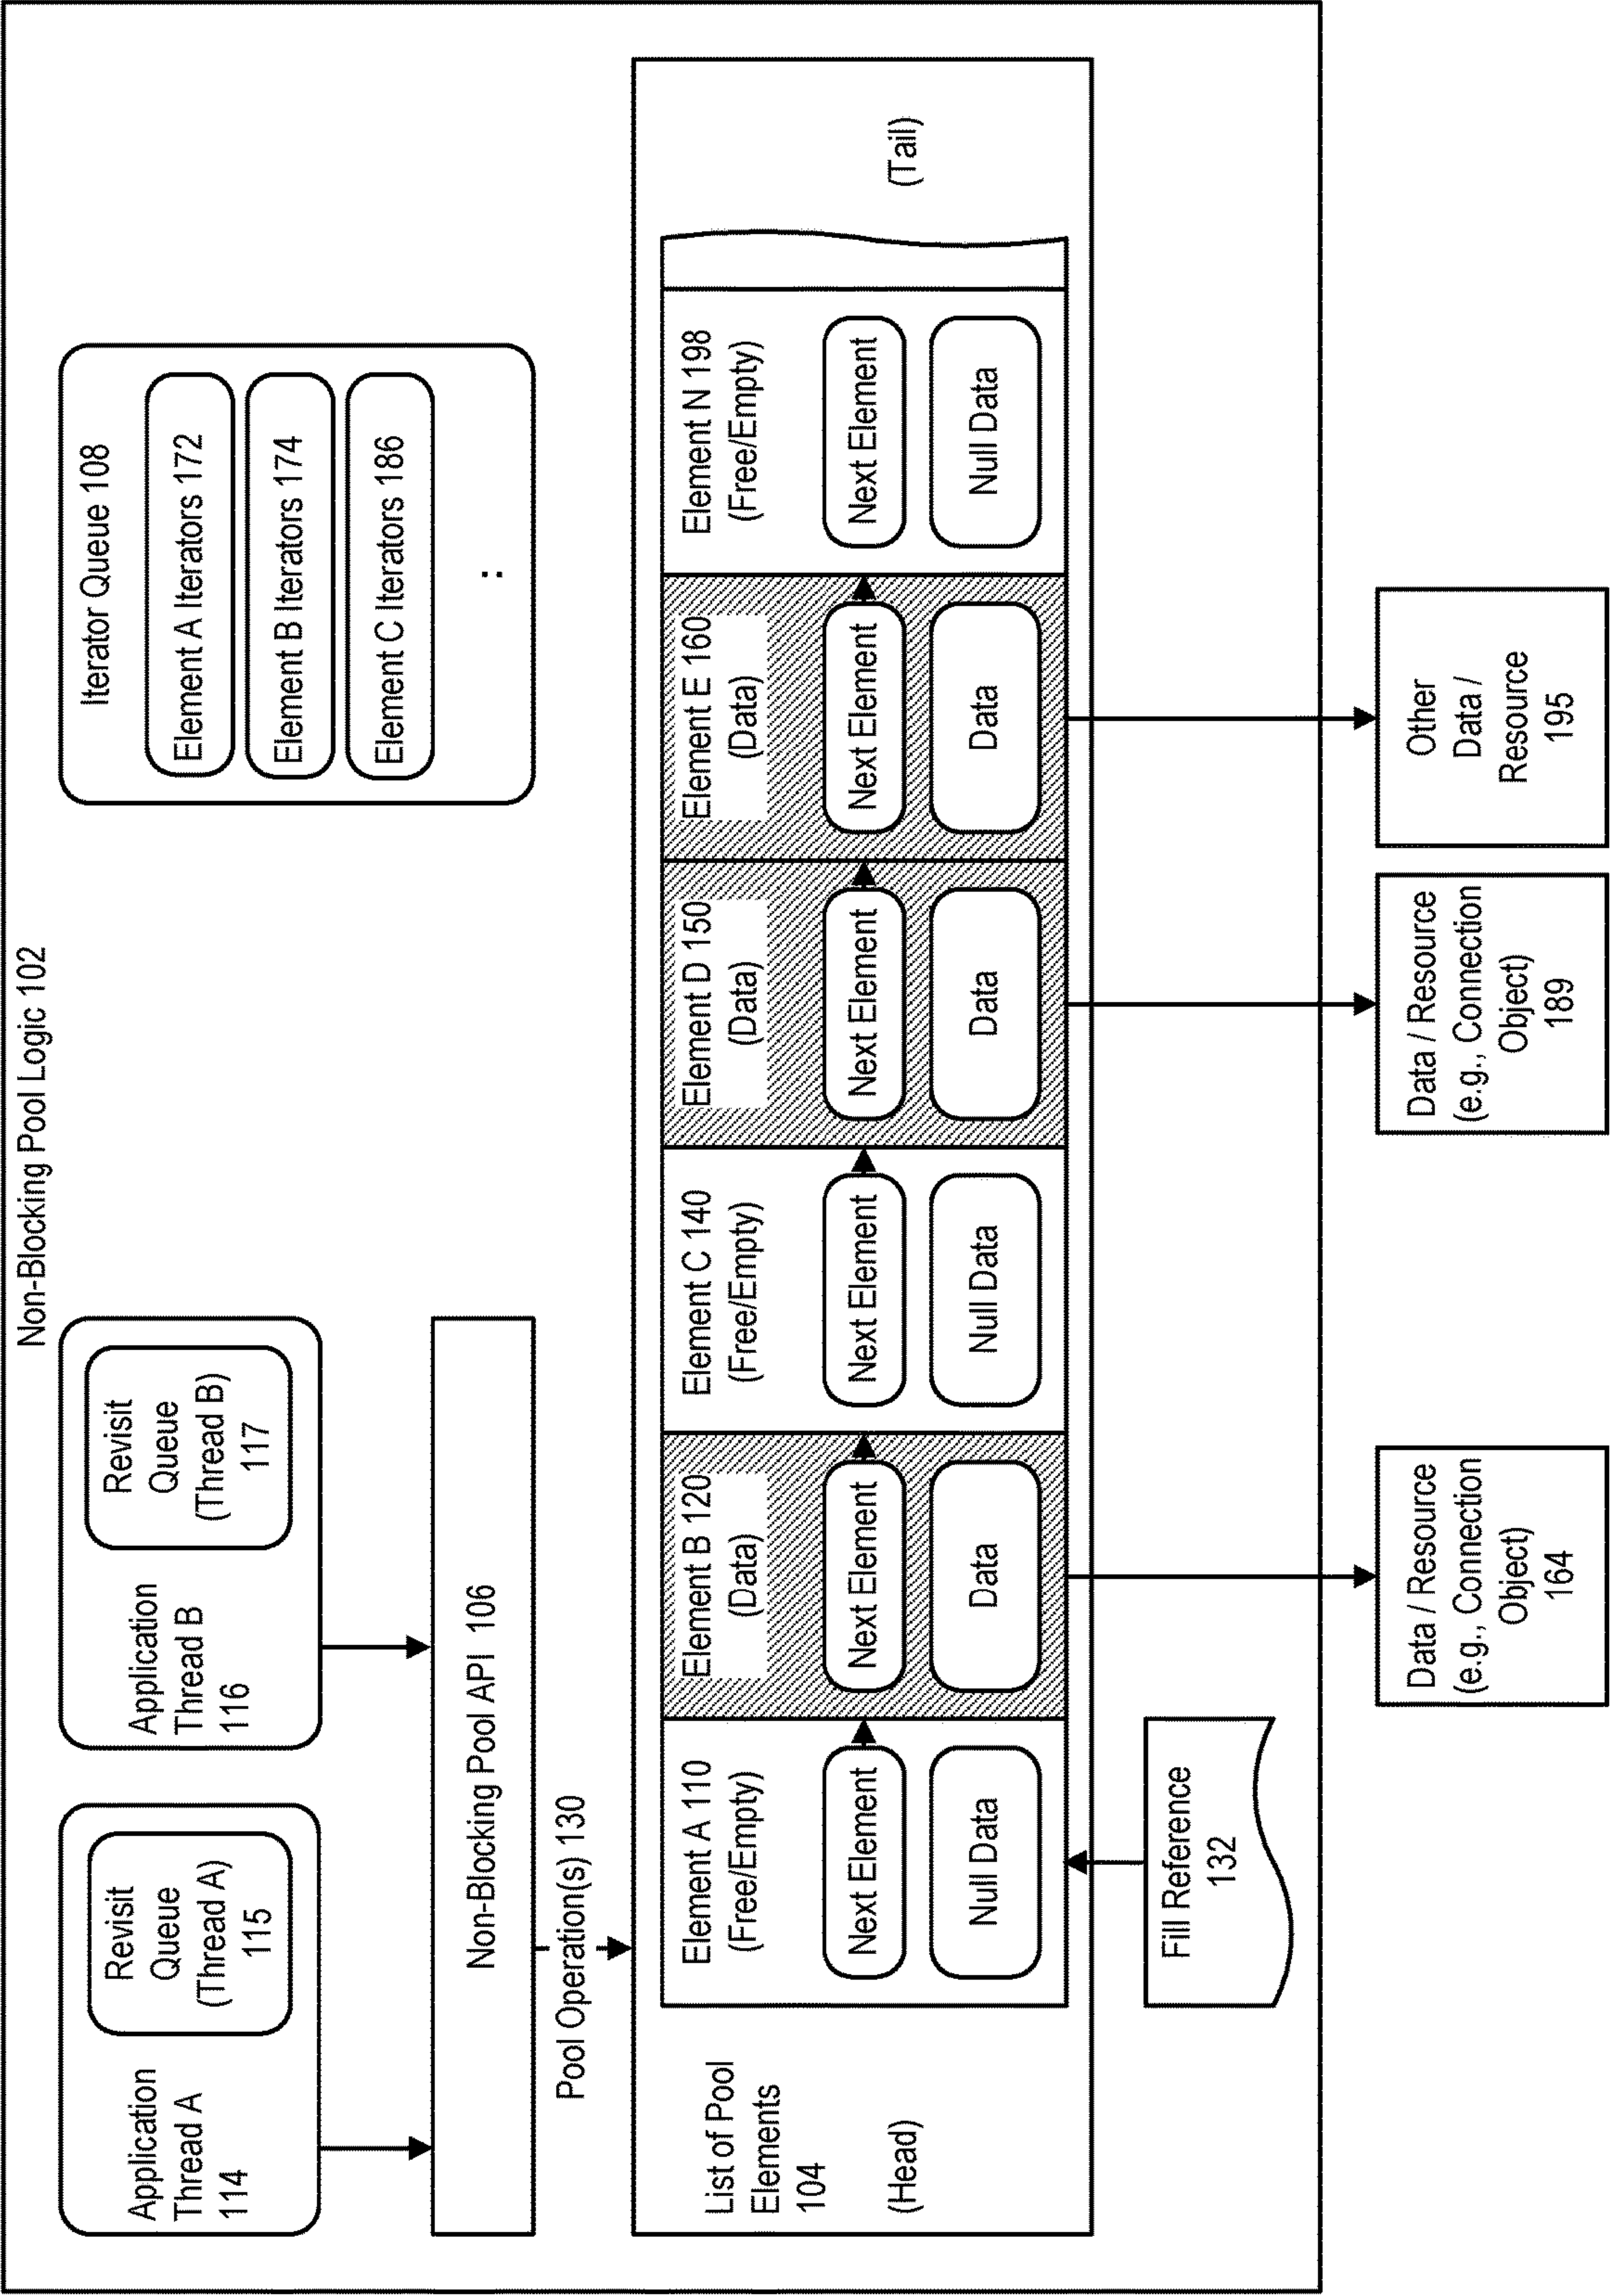 Non-Blocking Pool Logic 102
Application
Thread A
114
Revisit
Queue
(Thread A)
115
Application
Thread B
116
Revisit
Queue
(Thread B)
117
Iterator Queue 108
Element A Iterators 172
Element B Iterators 174
Element C Iterators 186
:
Non-Blocking Pool API 106
Pool Operation(s) 130
List of Pool
Elements
104
(Head)
Element A 110
(Free/Empty)
Next Element
Null Data
Element B 120
(Data)
Next Element
Data
Element C 140
(Free/Empty)
Next Element
Null Data
Element D 150
(Data)
Next Element
Data
Element E 160
(Data)
Next Element
Data
Element N 198
(Free/Empty)
Next Element
Null Data
(Tail)
Fill Reference
132
Data / Resource
(e.g., Connection
Object)
164
Data / Resource
(e.g., Connection
Object)
189
Other
Data /
Resource
195